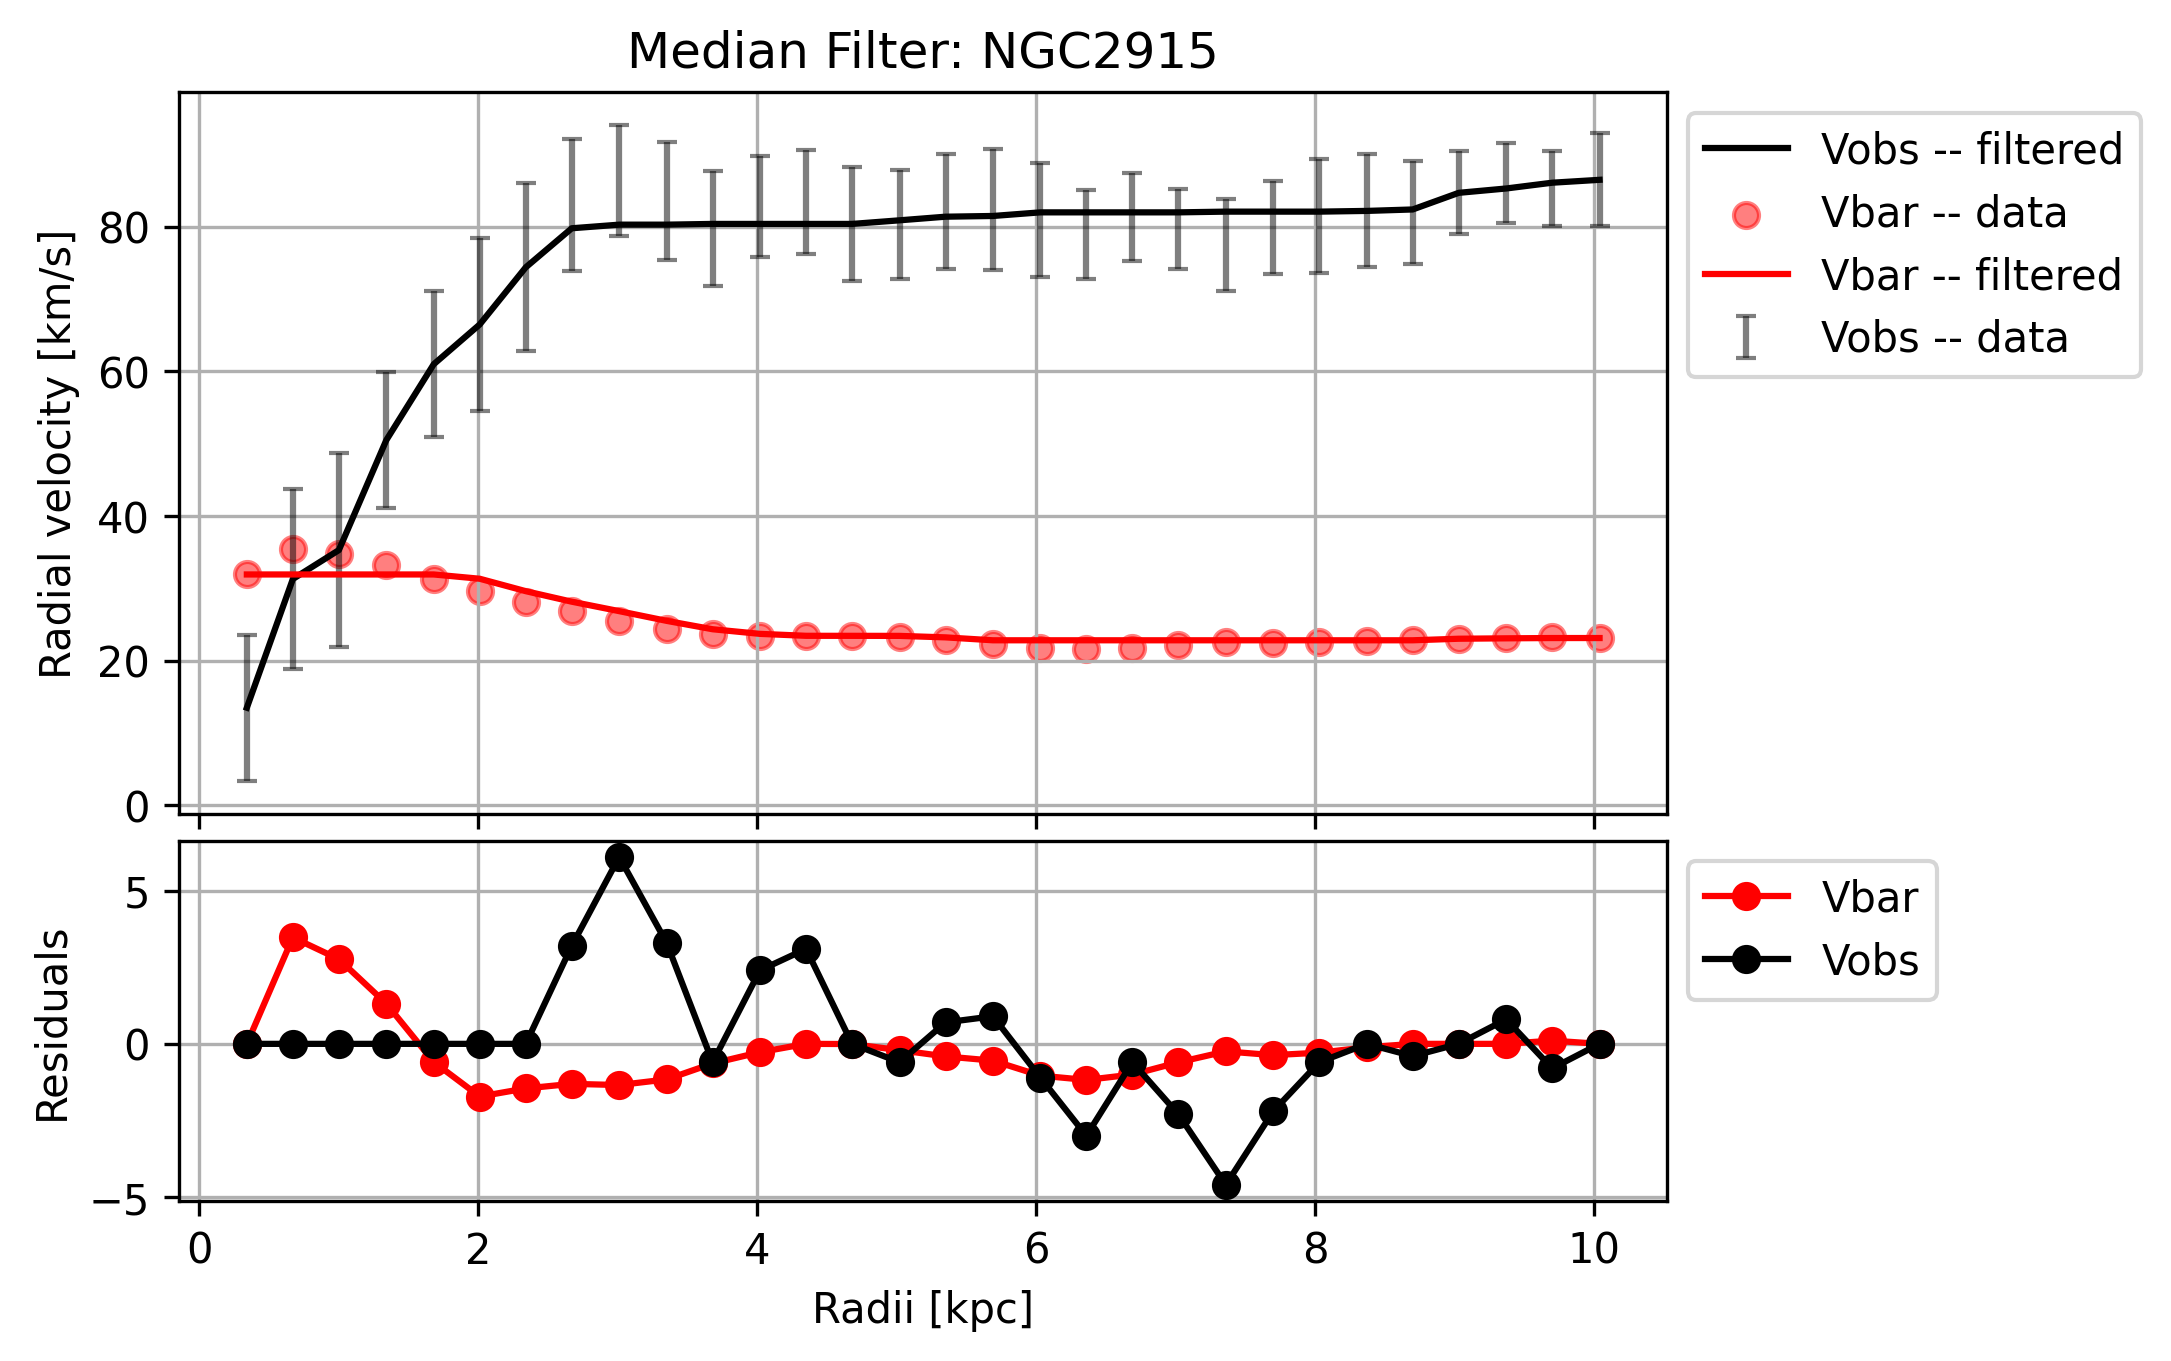 Median Filter: NGC2915
Radial velocity [km/s]
80
60
40
20
0
Vobs -- filtered
Vbar -- data
Vbar -- filtered
Vobs -- data
Residuals
5
0
−5
Vbar
Vobs
0 2 4 6 8 10
Radii [kpc]